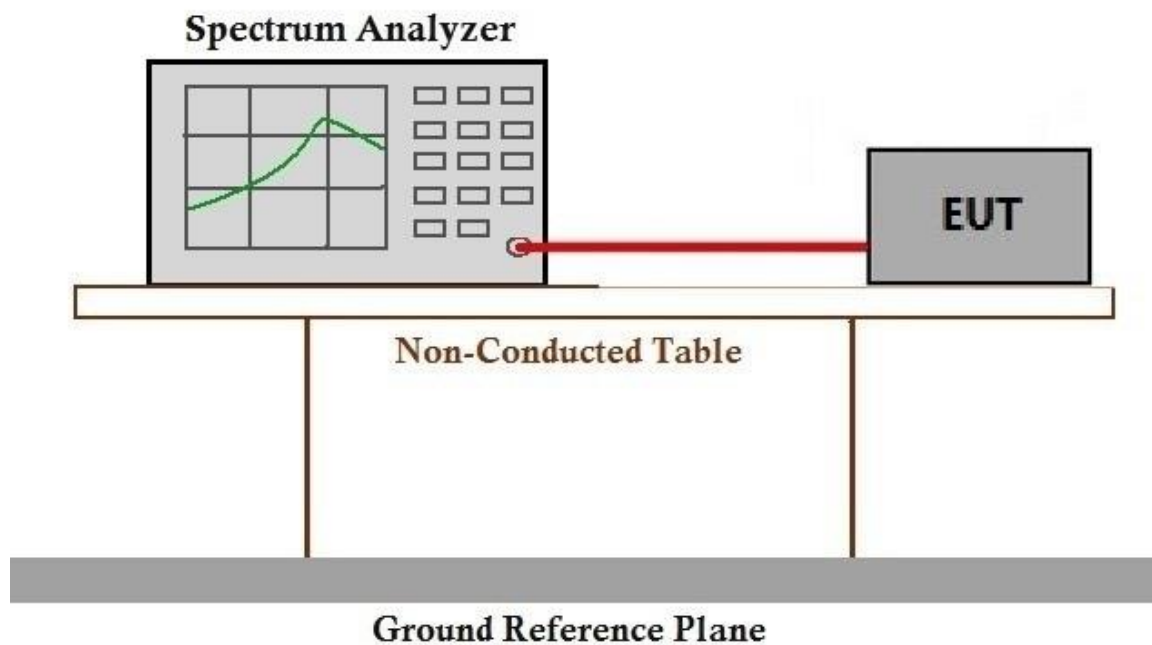 Spectrum Analyzer
EUT
Non-Conducted Table
Ground Reference Plane